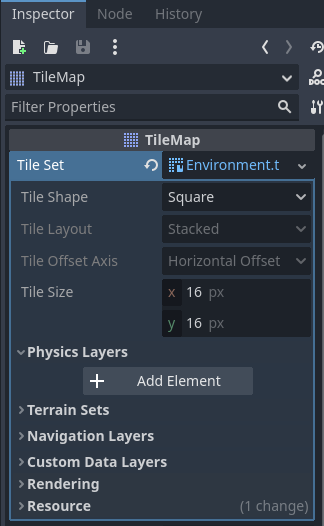 Inspector Node History
TileMap
Filter Properties
TileMap
Tile Set Environment.t
Tile Shape Square
Tile Layout Stacked
Tile Offset Axis Horizontal Offset
Tile Size x 16 px
y 16 px
Physics Layers
Add Element
Terrain Sets
Navigation Layers
Custom Data Layers
Rendering
Resource (1 change)